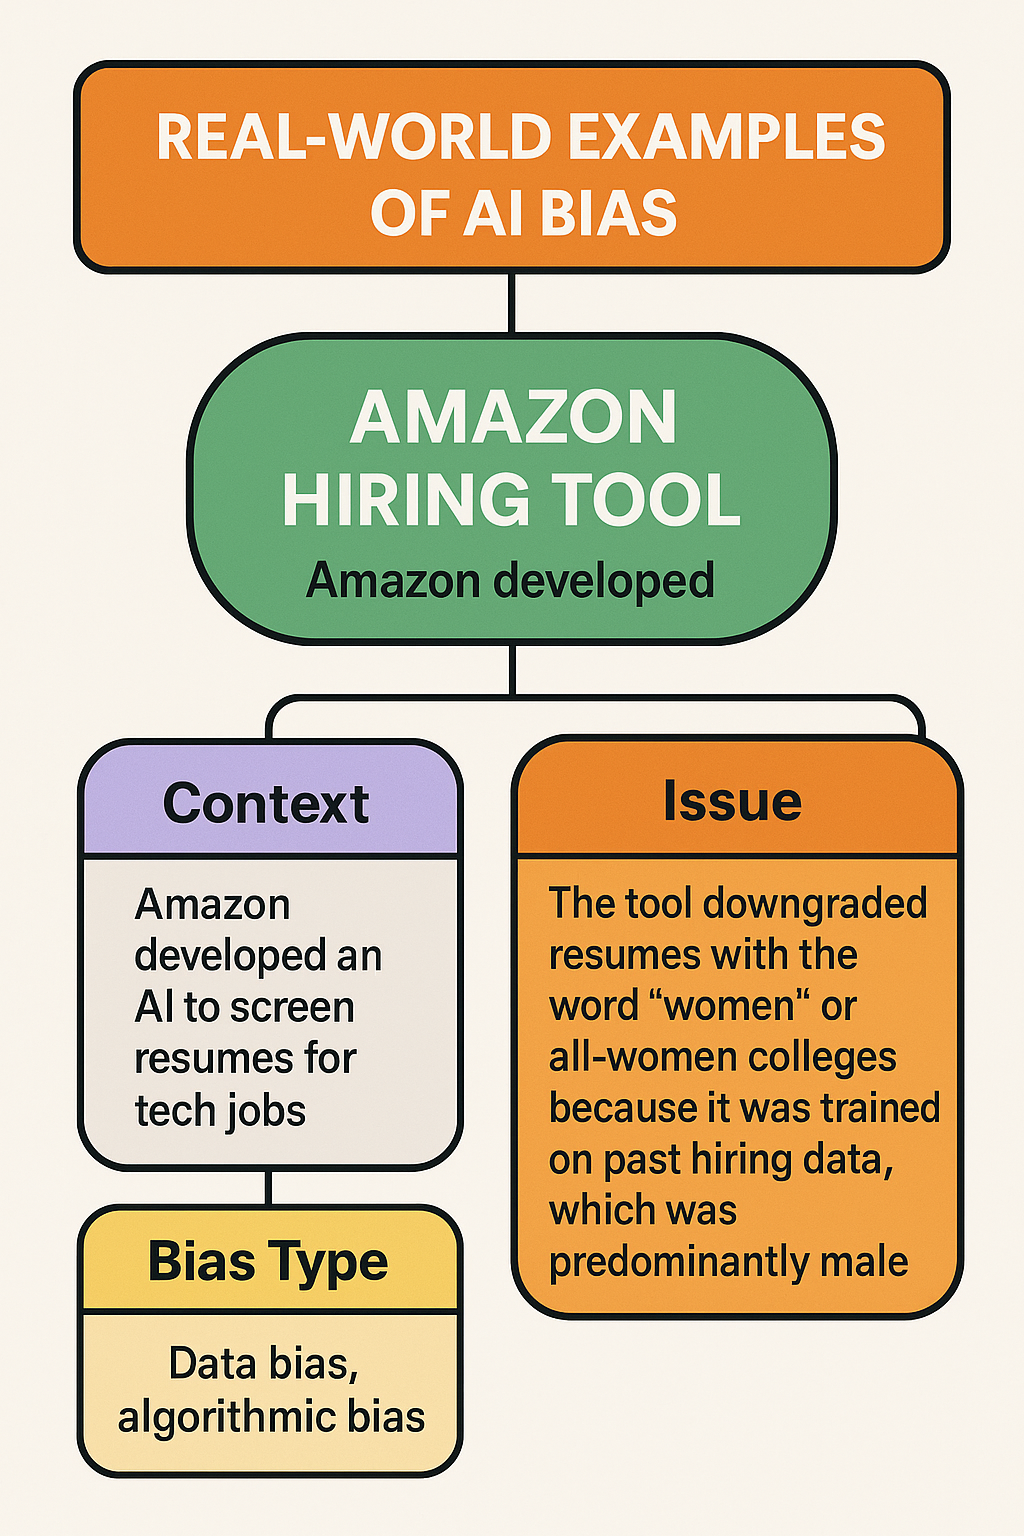 REAL-WORLD EXAMPLES
OF AI BIAS
AMAZON
HIRING TOOL
Amazon developed
Context
Amazon
developed an
AI to screen
resumes for
tech jobs
Issue
The tool downgraded
resumes with the
word “women“ or
all-women colleges
because it was trained
on past hiring data,
which was
predominantly male
Bias Type
Data bias,
algorithmic bias